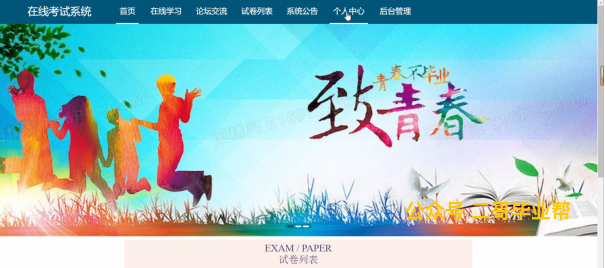 在线考试系统 首页 在线学习 论坛交流 试卷列表 系统公告 个人中心 后台管理
青春不毕业
致青春
公众号 二哥毕业帮
EXAM / PAPER
试卷列表